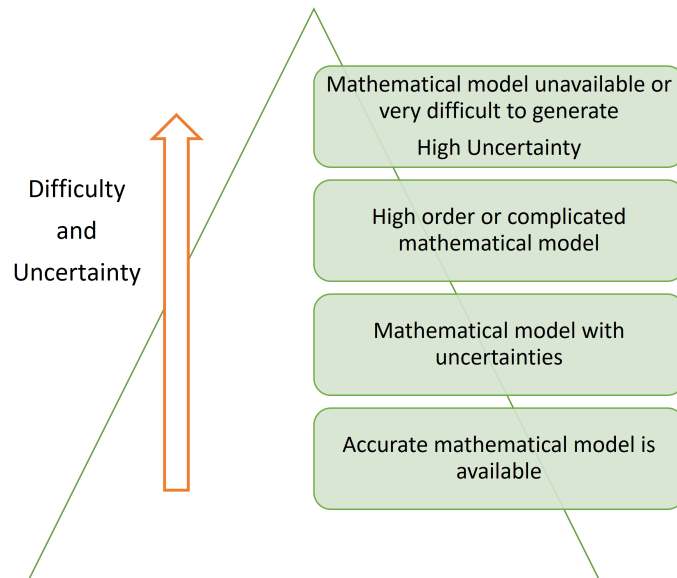 Mathematical model unavailable or
very difficult to generate
High Uncertainty
Difficulty
and
Uncertainty
High order or complicated
mathematical model
Mathematical model with
uncertainties
Accurate mathematical model is
available